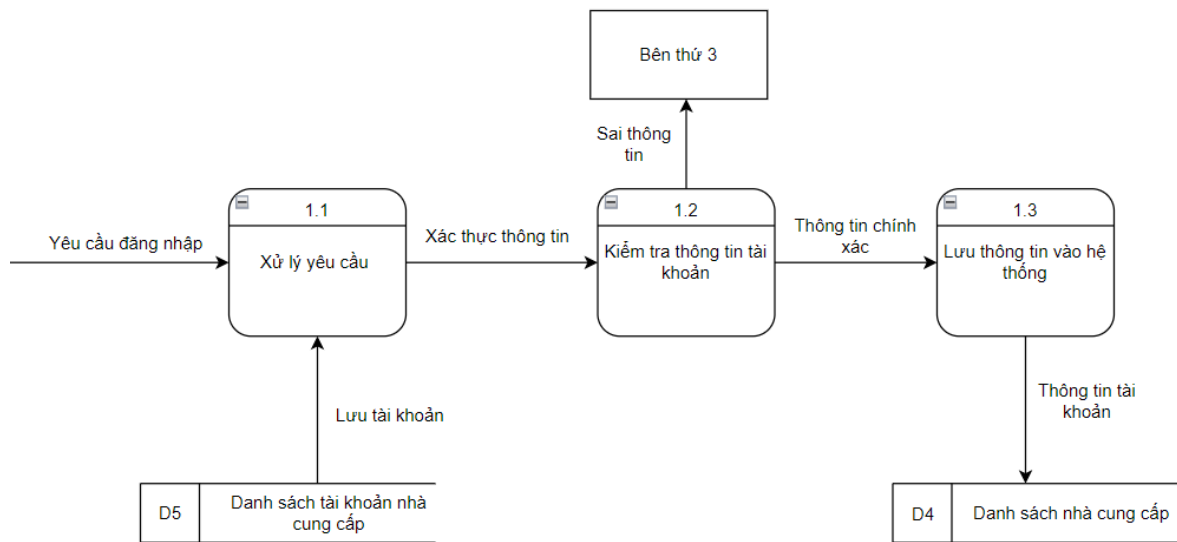 Bên thứ 3
Sai thông
tin
1.1
1.2
1.3
Yêu cầu đăng nhập
Xử lý yêu cầu
Xác thực thông tin
Kiểm tra thông tin tài
khoản
Thông tin chính
xác
Lưu thông tin vào hệ
thống
Lưu tài khoản
Thông tin tài
khoản
D5
Danh sách tài khoản nhà
cung cấp
D4
Danh sách nhà cung cấp